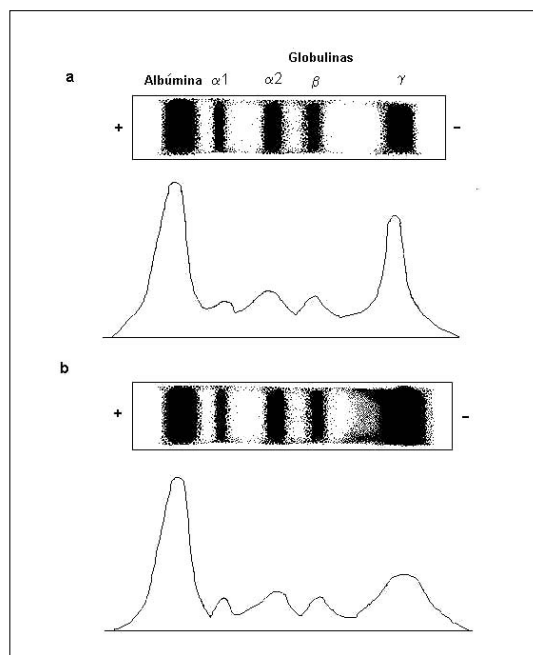 Globulinas
a
Albúmina α1 α2 β γ
+ −
b
+ −